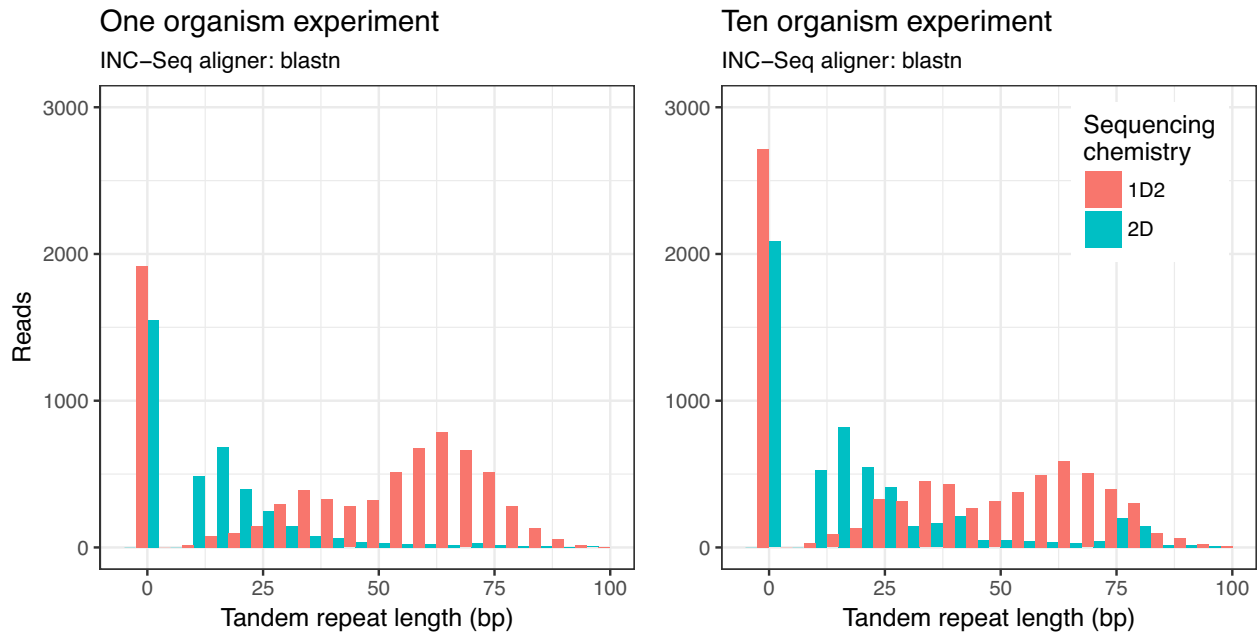 One organism experiment
INC−Seq aligner: blastn
3000
2000
1000
0
Reads
0 25 50 75 100
Tandem repeat length (bp)
Ten organism experiment
INC−Seq aligner: blastn
3000
2000
1000
0
Sequencing
chemistry
1D2
2D
0 25 50 75 100
Tandem repeat length (bp)